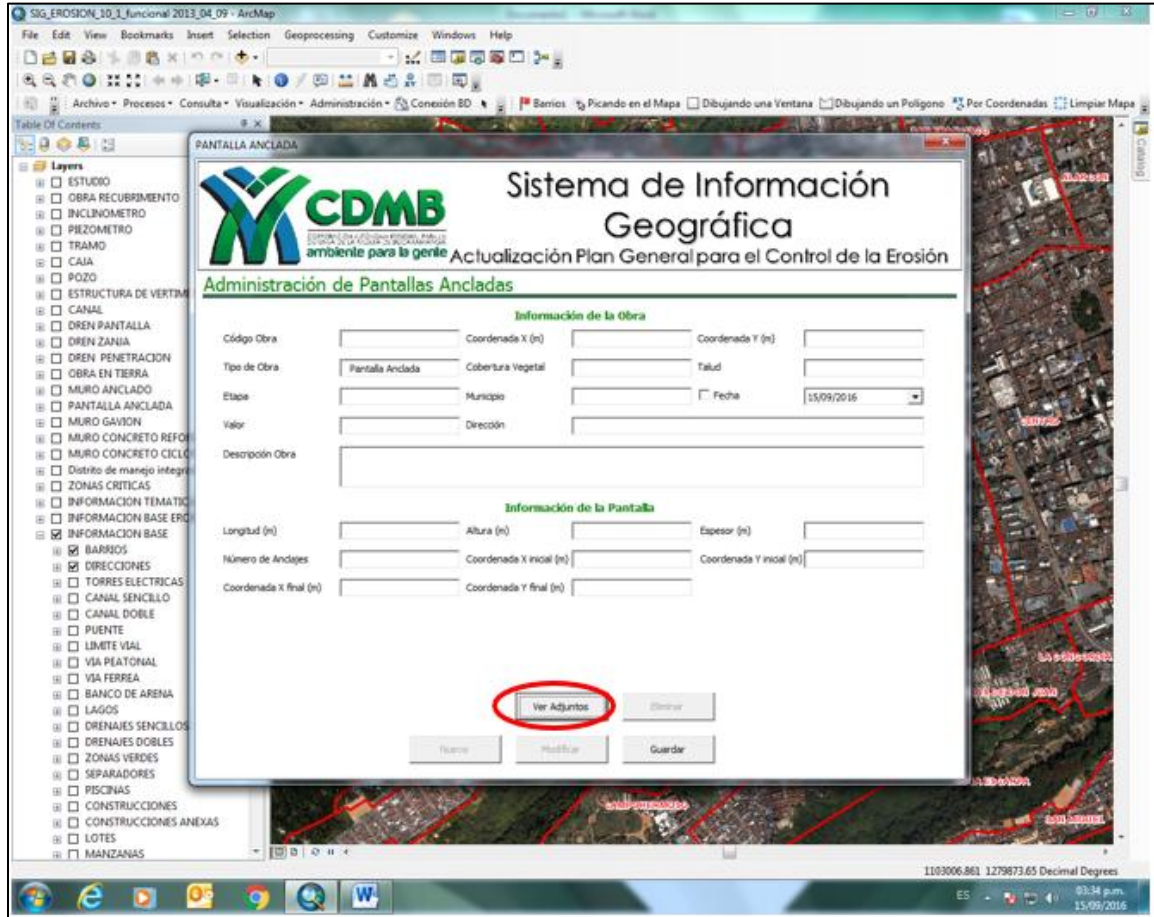 SIG_EROSION_10_1_funcional 2013_04_09 - ArcMap
File Edit View Bookmarks Insert Selection Geoprocessing Customize Windows Help
Archivo Procesos Consulta Visualización Administración Conexión BD Barrios Picando en el Mapa Dibujando una Ventana Dibujando un Poligono Por Coordenadas Limpiar Mapa
Table Of Contents
Catalog
Layers
ESTUDIO
OBRA RECUBRIMIENTO
INCLINOMETRO
PIEZOMETRO
TRAMO
CAJA
POZO
ESTRUCTURA DE VERTIMI
CANAL
DREN PANTALLA
DREN ZANJA
DREN PENETRACION
OBRA EN TIERRA
MURO ANCLADO
PANTALLA ANCLADA
MURO GAVION
MURO CONCRETO REFO
MURO CONCRETO CICLO
Distrito de manejo integra
ZONAS CRITICAS
INFORMACION TEMATIC
INFORMACION BASE ERO
INFORMACION BASE
BARRIOS
DIRECCIONES
TORRES ELECTRICAS
CANAL SENCILLO
CANAL DOBLE
PUENTE
LIMITE VIAL
VIA PEATONAL
VIA FERREA
BANCO DE ARENA
LAGOS
DRENAJES SENCILLOS
DRENAJES DOBLES
ZONAS VERDES
SEPARADORES
PISCINAS
CONSTRUCCIONES
CONSTRUCCIONES ANEXAS
LOTES
MANZANAS
PANTALLA ANCLADA
CDMB
ambiente para la gente
Sistema de Información
Geográfica
Actualización Plan General para el Control de la Erosión
Administración de Pantallas Ancladas
Información de la Obra
Código Obra Coordenada X (m) Coordenada Y (m)
Tipo de Obra Pantalla Anclada Cobertura Vegetal Talud
Etapa Municipio Fecha 15/09/2016
Valor Dirección
Descripción Obra
Información de la Pantalla
Longitud (m) Altura (m) Espesor (m)
Número de Anclajes Coordenada X inicial (m) Coordenada Y inicial (m)
Coordenada X final (m) Coordenada Y final (m)
Ver Adjuntos Eliminar
Nuevo Modificar Guardar
ALARCON
CENTRO
LA CONCORDIA
CAMPOHERMOSO
SAN MIGUEL
1103006.861 1279873.65 Decimal Degrees
ES 03:34 p.m.
15/09/2016